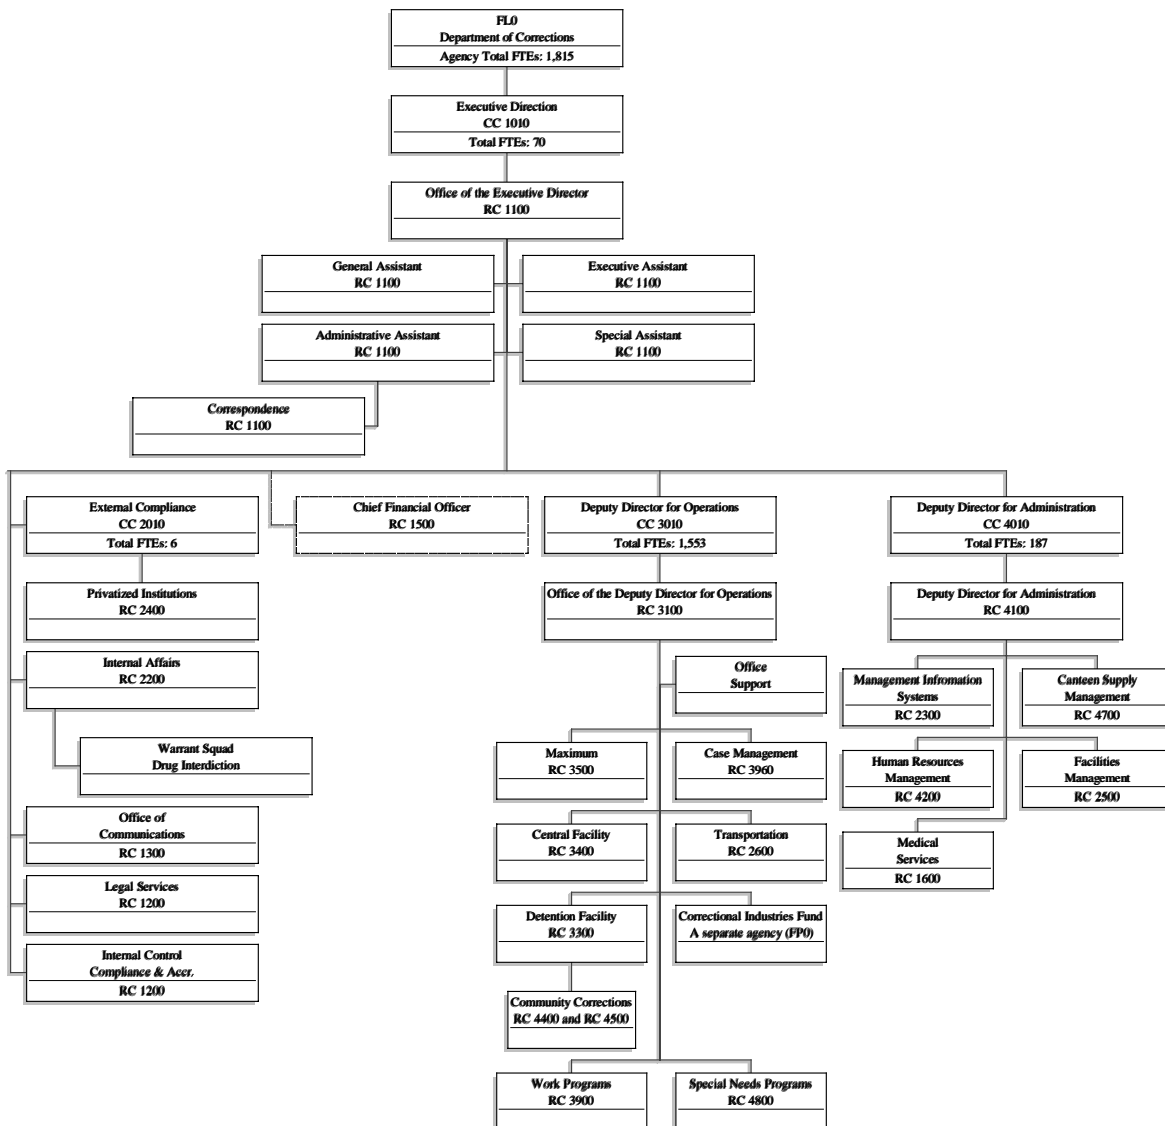 FL0
Department of Corrections
Agency Total FTEs: 1,815
Executive Direction
CC 1010
Total FTEs: 70
Office of the Executive Director
RC 1100
General Assistant
RC 1100
Executive Assistant
RC 1100
Administrative Assistant
RC 1100
Special Assistant
RC 1100
Correspondence
RC 1100
External Compliance
CC 2010
Total FTEs: 6
Chief Financial Officer
RC 1500
Deputy Director for Operations
CC 3010
Total FTEs: 1,553
Deputy Director for Administration
CC 4010
Total FTEs: 187
Privatized Institutions
RC 2400
Office of the Deputy Director for Operations
RC 3100
Deputy Director for Administration
RC 4100
Internal Affairs
RC 2200
Office
Support
Management Infromation
Systems
RC 2300
Canteen Supply
Management
RC 4700
Warrant Squad
Drug Interdiction
Maximum
RC 3500
Case Management
RC 3960
Human Resources
Management
RC 4200
Facilities
Management
RC 2500
Office of
Communications
RC 1300
Central Facility
RC 3400
Transportation
RC 2600
Medical
Services
RC 1600
Legal Services
RC 1200
Detention Facility
RC 3300
Correctional Industries Fund
A separate agency (FP0)
Internal Control
Compliance & Accr.
RC 1200
Community Corrections
RC 4400 and RC 4500
Work Programs
RC 3900
Special Needs Programs
RC 4800